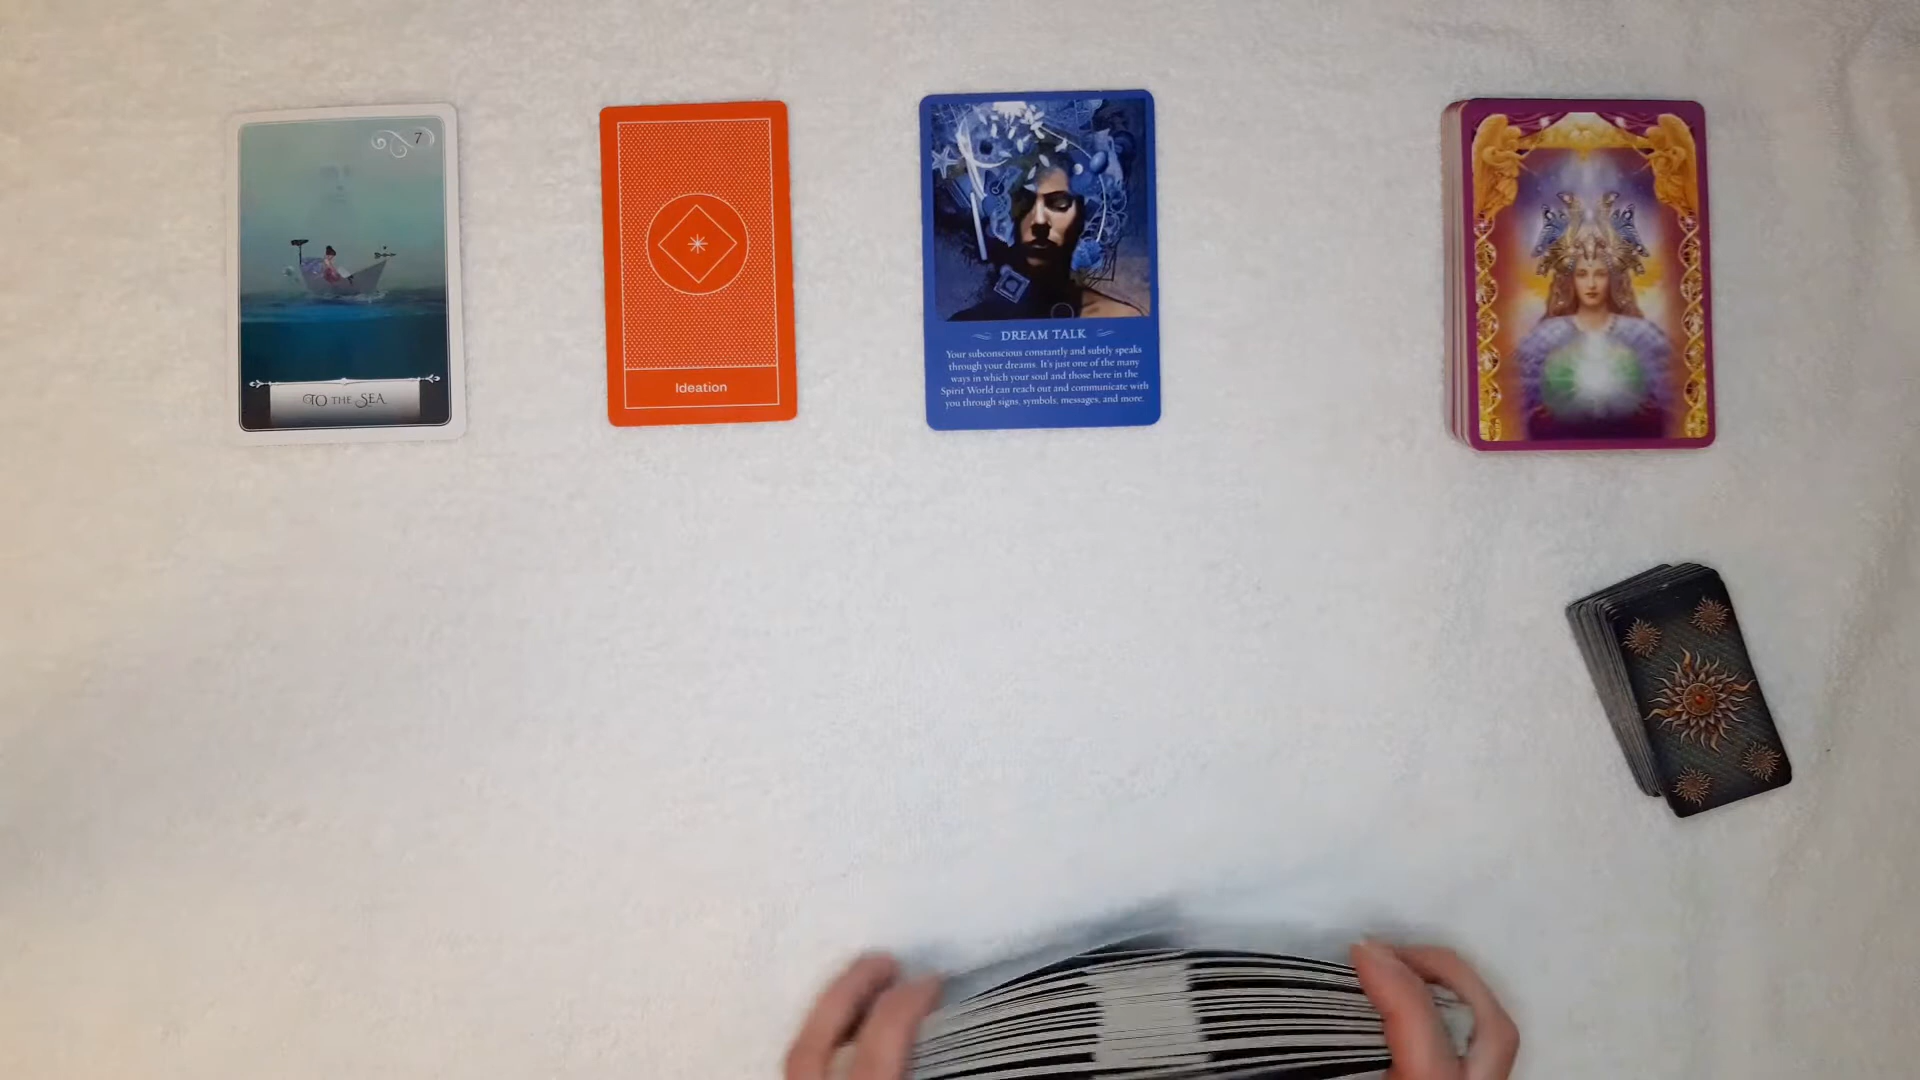 7
TO THE SEA
Ideation
DREAM TALK
Your subconscious constantly and subtly speaks
through your dreams. It's just one of the many
ways in which your soul and those here in the
Spirit World can reach out and communicate with
you through signs, symbols, messages, and more.